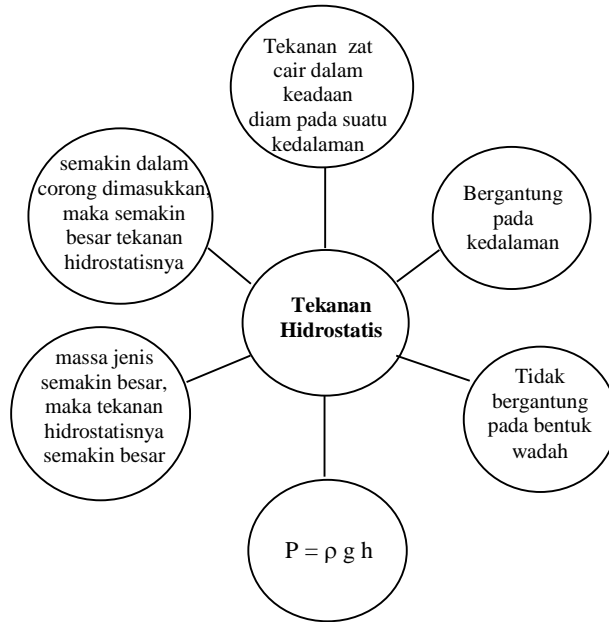 Tekanan zat
cair dalam
keadaan
diam pada suatu
kedalaman
semakin dalam
corong dimasukkan,
maka semakin
besar tekanan
hidrostatisnya
Bergantung
pada
kedalaman
Tekanan
Hidrostatis
massa jenis
semakin besar,
maka tekanan
hidrostatisnya
semakin besar
Tidak
bergantung
pada bentuk
wadah
P = ρ g h